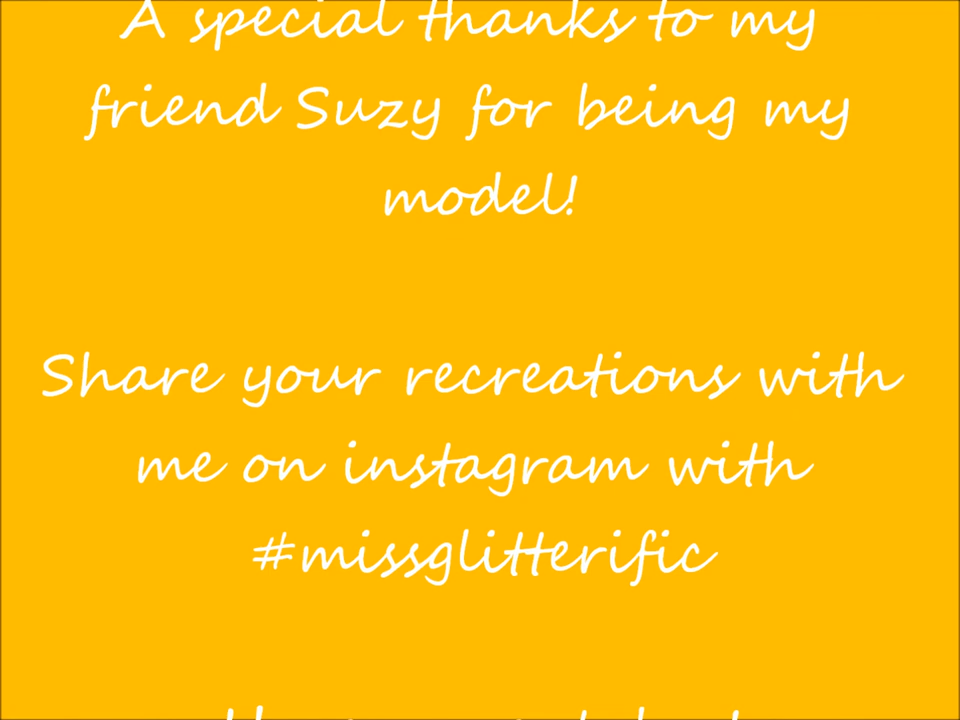 A special thanks to my
friend Suzy for being my
model!
Share your recreations with
me on instagram with
#missglitterific